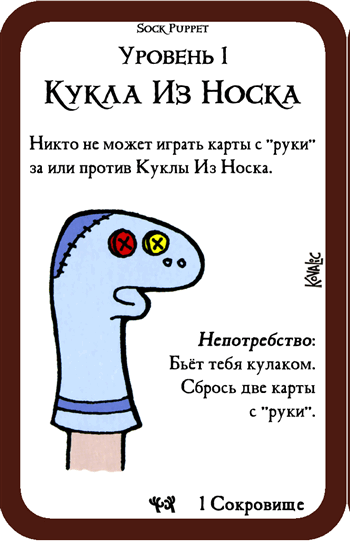 Sock Puppet
Уровень 1
Кукла Из Носка
Никто не может играть карты с "руки"
за или против Куклы Из Носка.
Kovalic
Непотребство:
Бьёт тебя кулаком.
Сбрось две карты
с "руки".
1 Сокровище